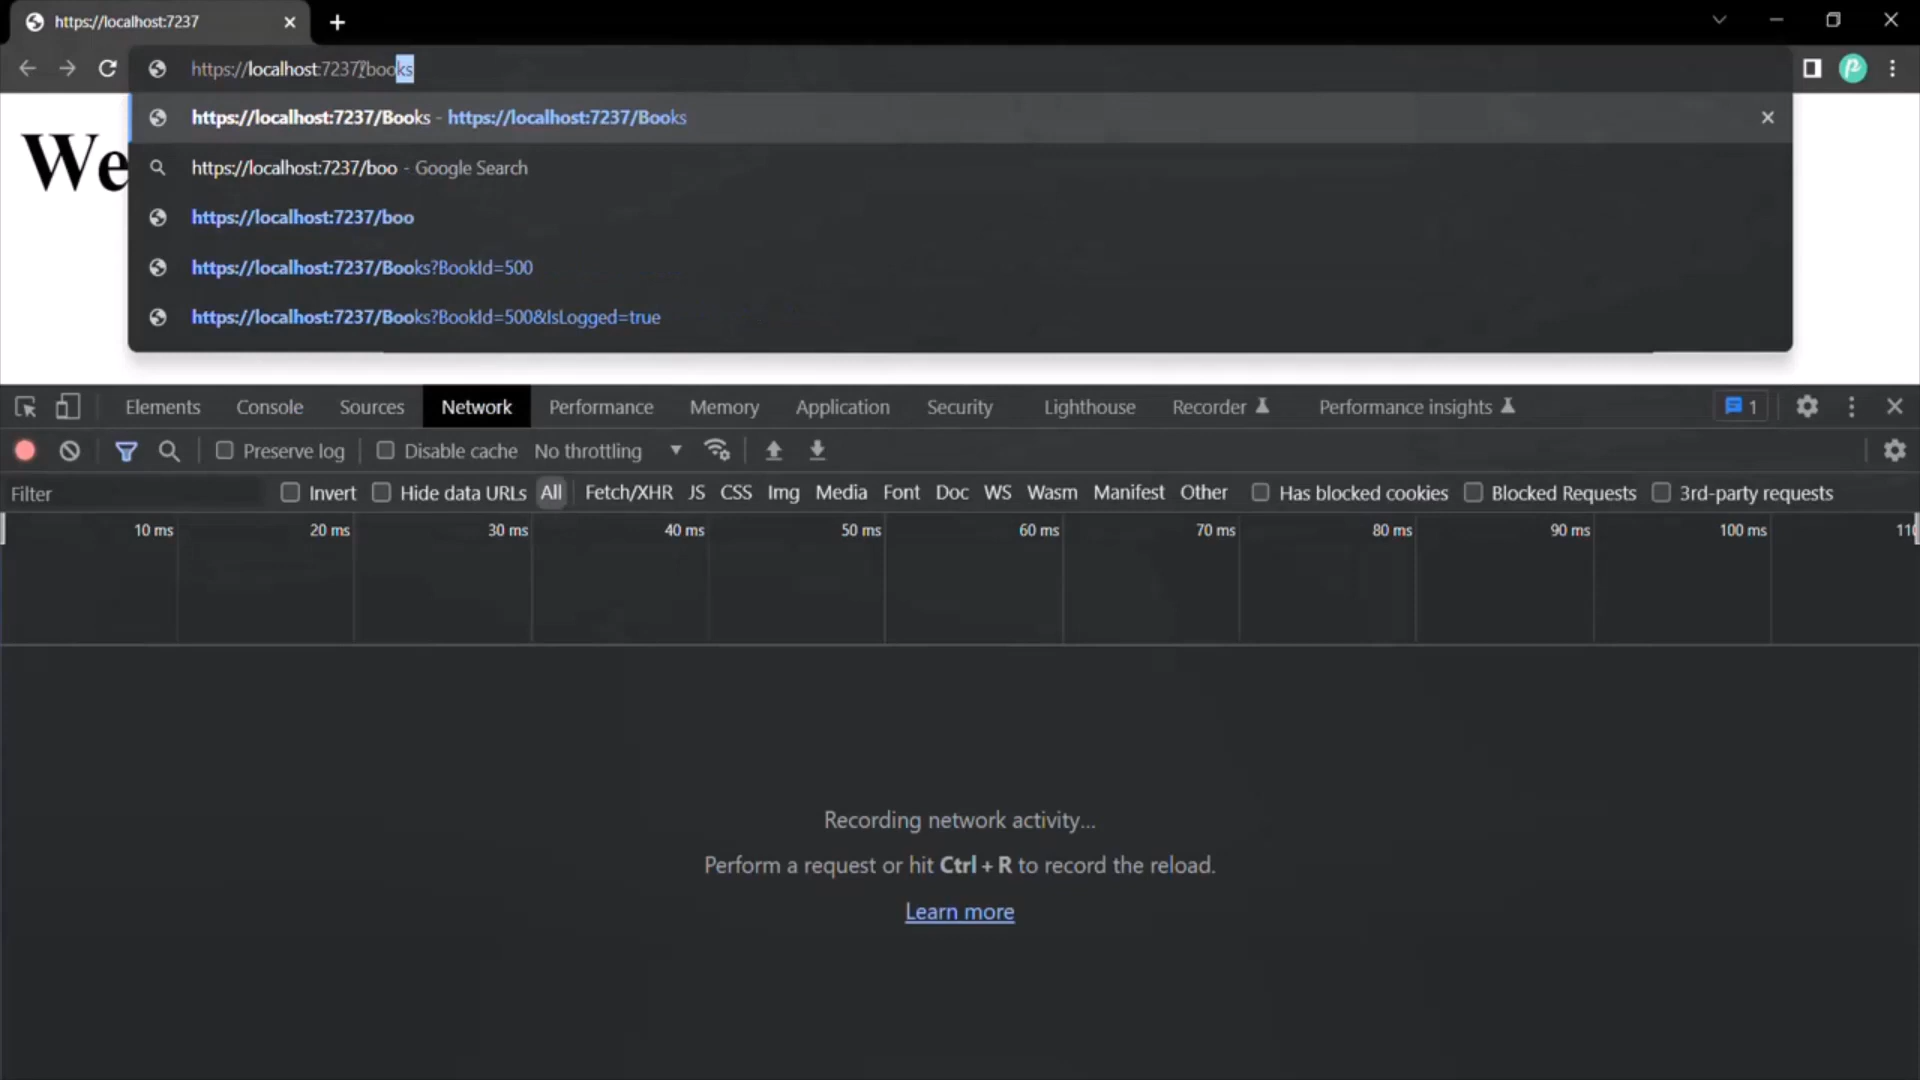 https://localhost:7237
https://localhost:7237/books
https://localhost:7237/Books - https://localhost:7237/Books
We
https://localhost:7237/boo - Google Search
https://localhost:7237/boo
https://localhost:7237/Books?BookId=500
https://localhost:7237/Books?BookId=500&IsLogged=true
Elements Console Sources Network Performance Memory Application Security Lighthouse Recorder Performance insights 1
Preserve log Disable cache No throttling
Filter Invert Hide data URLs All Fetch/XHR JS CSS Img Media Font Doc WS Wasm Manifest Other Has blocked cookies Blocked Requests 3rd-party requests
10 ms 20 ms 30 ms 40 ms 50 ms 60 ms 70 ms 80 ms 90 ms 100 ms
Recording network activity...
Perform a request or hit Ctrl + R to record the reload.
Learn more